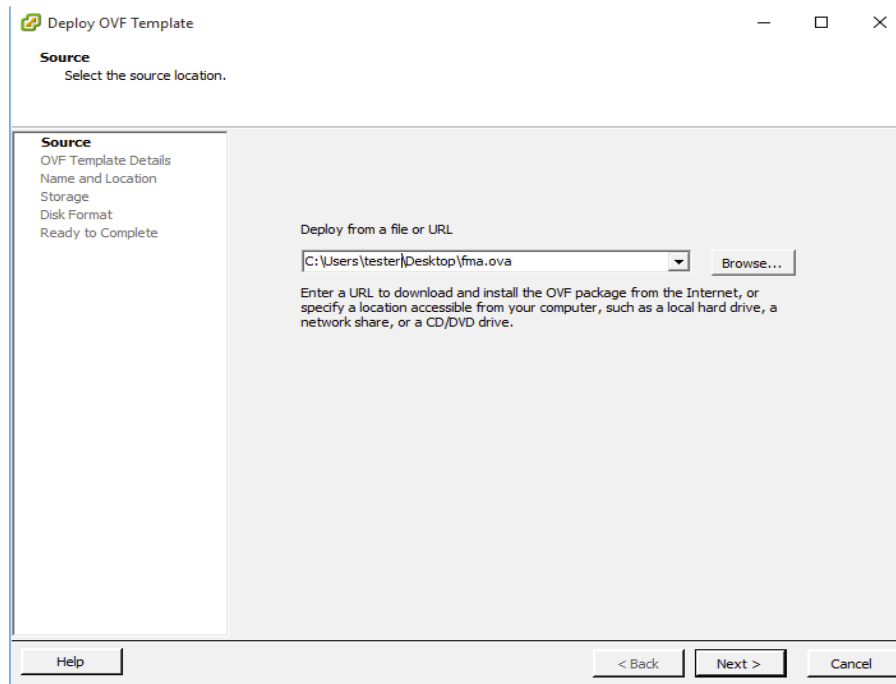 Deploy OVF Template
Source
Select the source location.
Source
OVF Template Details
Name and Location
Storage
Disk Format
Ready to Complete
Deploy from a file or URL
C:\Users\tester\Desktop\fma.ova
Browse...
Enter a URL to download and install the OVF package from the Internet, or
specify a location accessible from your computer, such as a local hard drive, a
network share, or a CD/DVD drive.
Help
< Back
Next >
Cancel